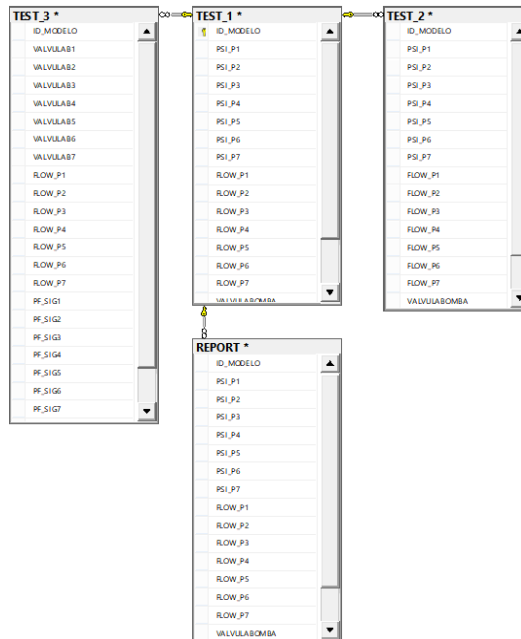 TEST_3 *
ID_MODELO
VALVULAB1
VALVULAB2
VALVULAB3
VALVULAB4
VALVULAB5
VALVULAB6
VALVULAB7
FLOW_P1
FLOW_P2
FLOW_P3
FLOW_P4
FLOW_P5
FLOW_P6
FLOW_P7
PF_SIG1
PF_SIG2
PF_SIG3
PF_SIG4
PF_SIG5
PF_SIG6
PF_SIG7
TEST_1 *
ID_MODELO
PSI_P1
PSI_P2
PSI_P3
PSI_P4
PSI_P5
PSI_P6
PSI_P7
FLOW_P1
FLOW_P2
FLOW_P3
FLOW_P4
FLOW_P5
FLOW_P6
FLOW_P7
VALVULABOMBA
TEST_2 *
ID_MODELO
PSI_P1
PSI_P2
PSI_P3
PSI_P4
PSI_P5
PSI_P6
PSI_P7
FLOW_P1
FLOW_P2
FLOW_P3
FLOW_P4
FLOW_P5
FLOW_P6
FLOW_P7
VALVULABOMBA
REPORT *
ID_MODELO
PSI_P1
PSI_P2
PSI_P3
PSI_P4
PSI_P5
PSI_P6
PSI_P7
FLOW_P1
FLOW_P2
FLOW_P3
FLOW_P4
FLOW_P5
FLOW_P6
FLOW_P7
VALVULABOMBA